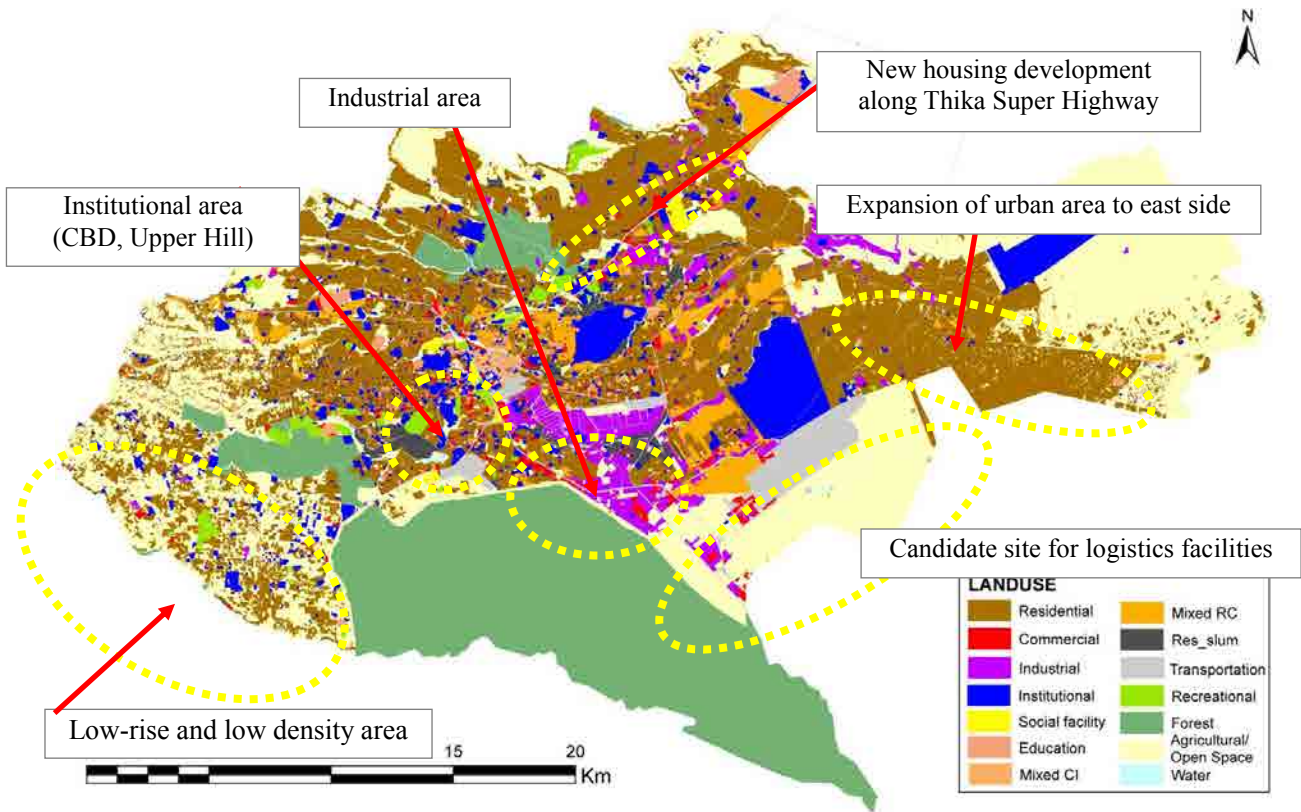 N
Industrial area
New housing development
along Thika Super Highway
Institutional area
(CBD, Upper Hill)
Expansion of urban area to east side
Candidate site for logistics facilities
Low-rise and low density area
15
20
Km
LANDUSE
Residential
Commercial
Industrial
Institutional
Social facility
Education
Mixed CI
Mixed RC
Res_slum
Transportation
Recreational
Forest
Agricultural/
Open Space
Water